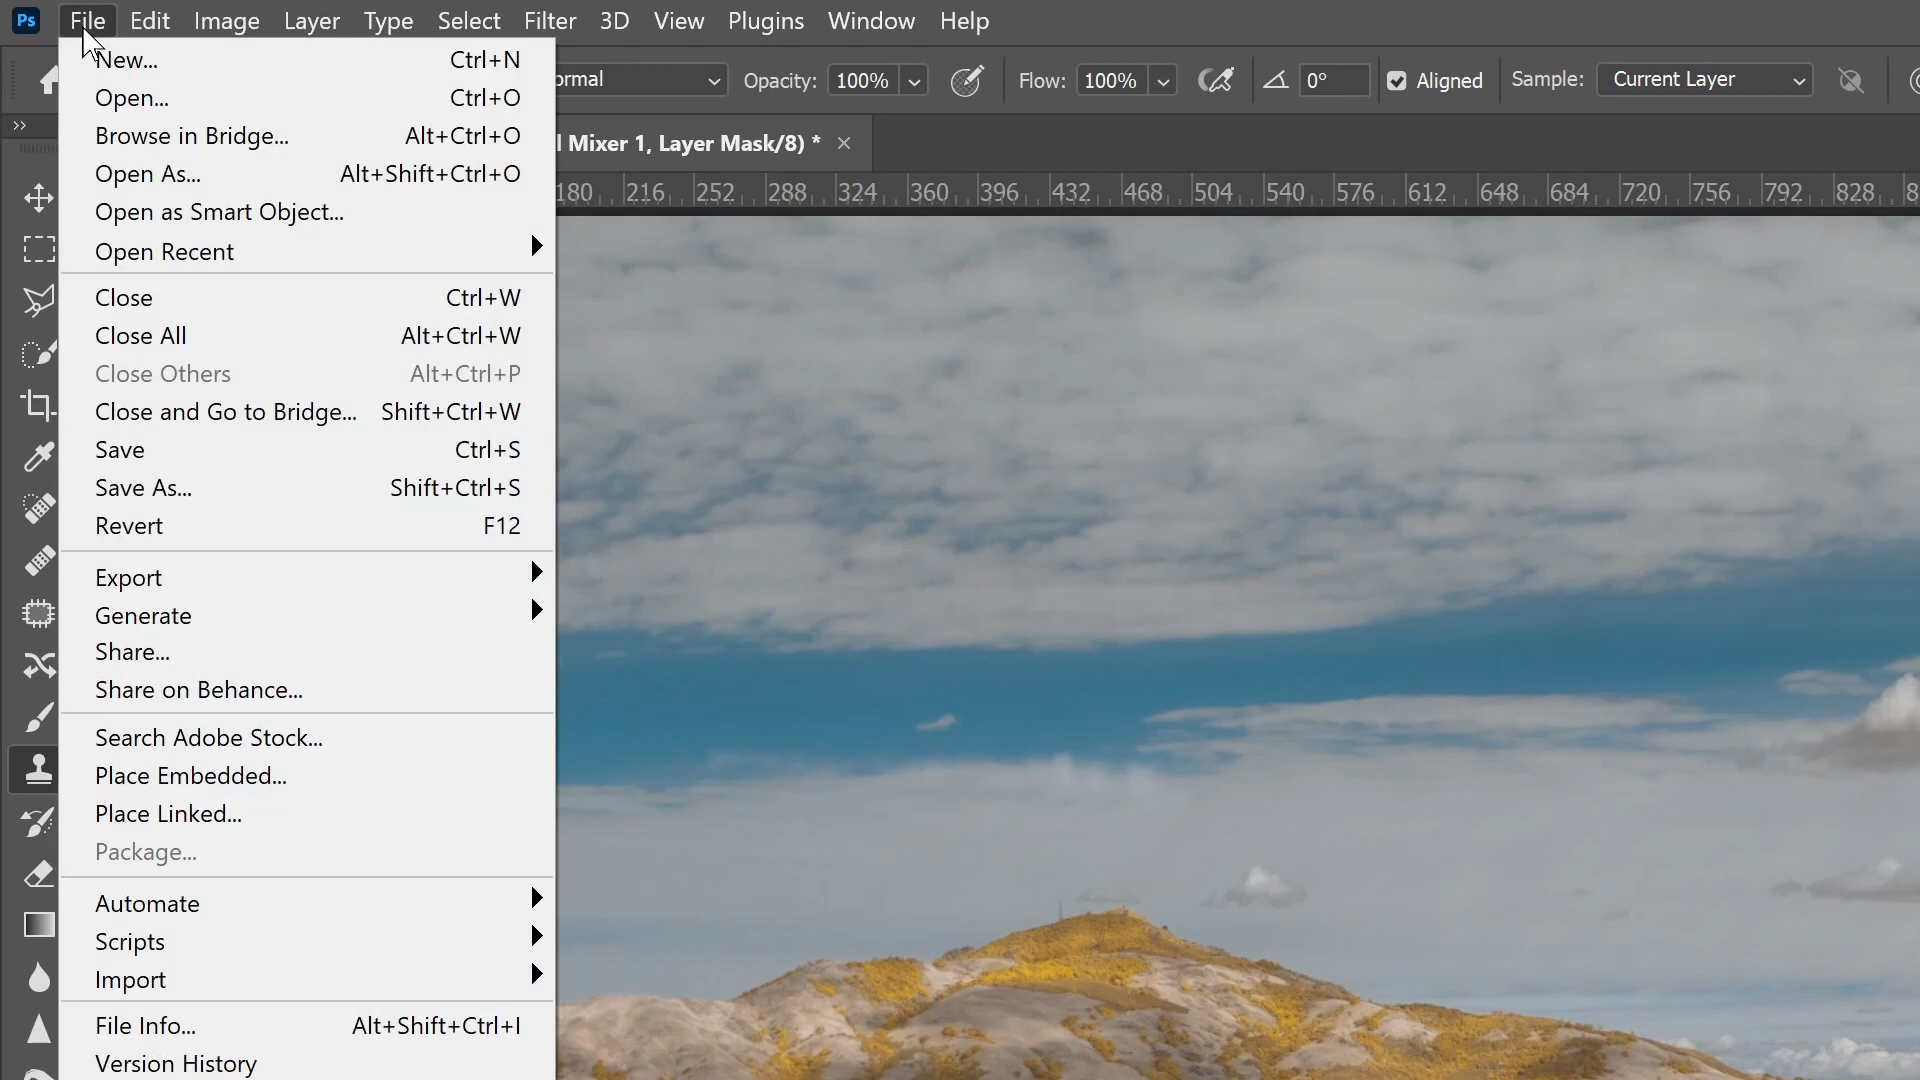 Ps File Edit Image Layer Type Select Filter 3D View Plugins Window Help
Opacity: 100% Flow: 100% 0° Aligned Sample: Current Layer
l Mixer 1, Layer Mask/8) * ×
180 216 252 288 324 360 396 432 468 504 540 576 612 648 684 720 756 792 828
New... Ctrl+N
Open... Ctrl+O
Browse in Bridge... Alt+Ctrl+O
Open As... Alt+Shift+Ctrl+O
Open as Smart Object...
Open Recent
Close Ctrl+W
Close All Alt+Ctrl+W
Close Others Alt+Ctrl+P
Close and Go to Bridge... Shift+Ctrl+W
Save Ctrl+S
Save As... Shift+Ctrl+S
Revert F12
Export
Generate
Share...
Share on Behance...
Search Adobe Stock...
Place Embedded...
Place Linked...
Package...
Automate
Scripts
Import
File Info... Alt+Shift+Ctrl+I
Version History